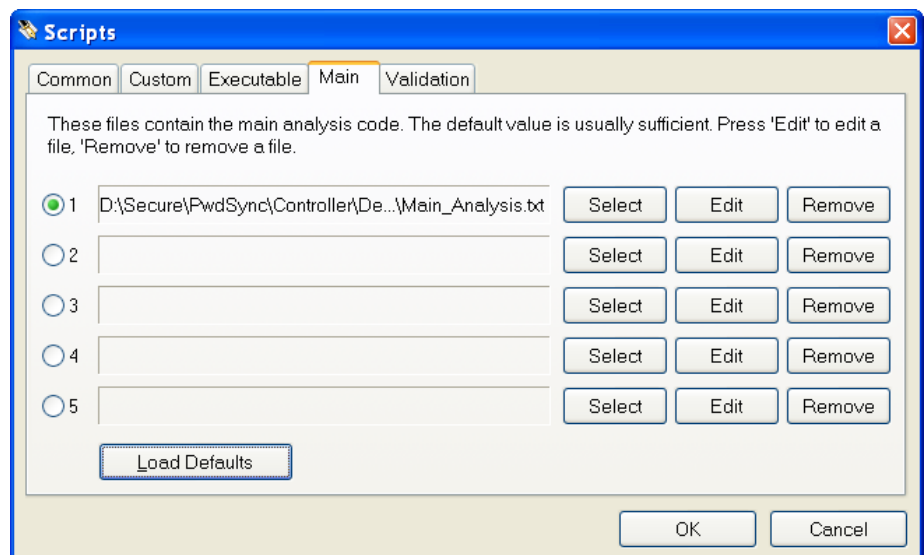 Scripts
Common Custom Executable Main Validation
These files contain the main analysis code. The default value is usually sufficient. Press 'Edit' to edit a
file, 'Remove' to remove a file.
1 D:\Secure\PwdSync\Controller\De...\Main_Analysis.txt Select Edit Remove
2 Select Edit Remove
3 Select Edit Remove
4 Select Edit Remove
5 Select Edit Remove
Load Defaults
OK Cancel